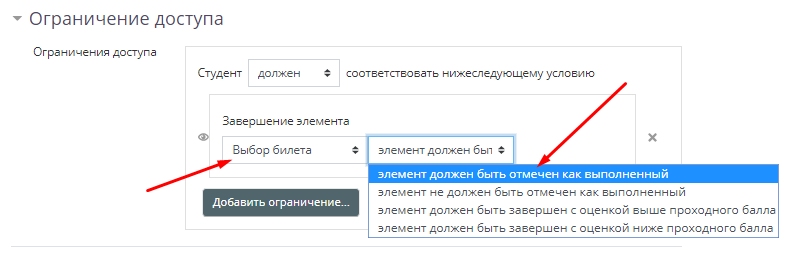 Ограничение доступа
Ограничения доступа
Студент должен соответствовать нижеследующему условию
Завершение элемента
Выбор билета элемент должен быт
элемент должен быть отмечен как выполненный
элемент не должен быть отмечен как выполненный
элемент должен быть завершен с оценкой выше проходного балла
элемент должен быть завершен с оценкой ниже проходного балла
Добавить ограничение...